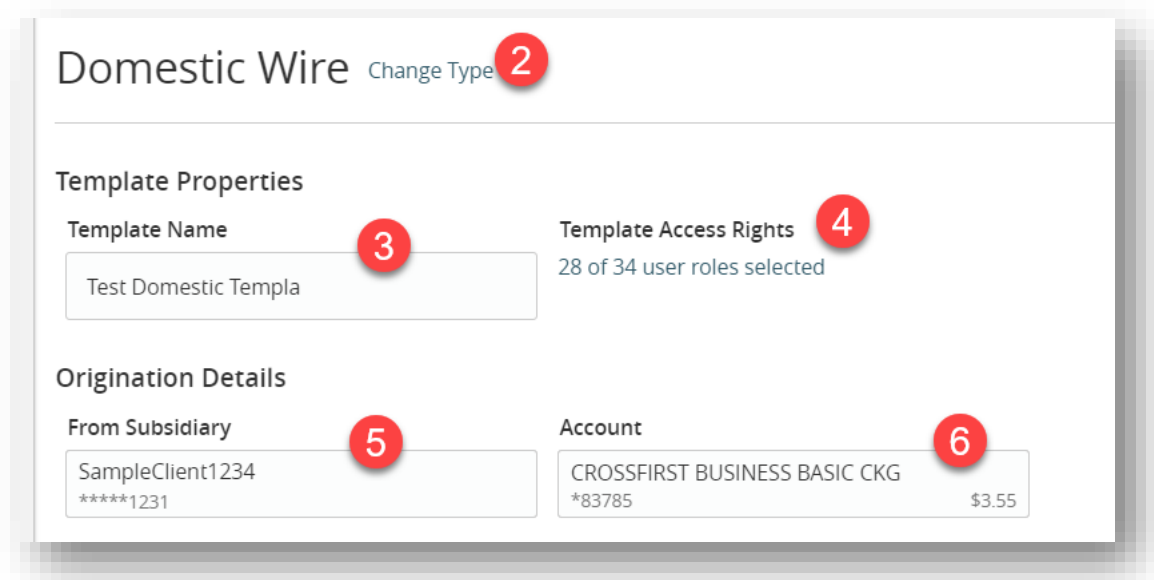 Domestic Wire Change Type 2
Template Properties
Template Name 3
Template Access Rights 4
Test Domestic Templa
28 of 34 user roles selected
Origination Details
From Subsidiary 5
Account 6
SampleClient1234
*****1231
CROSSFIRST BUSINESS BASIC CKG
*83785 $3.55